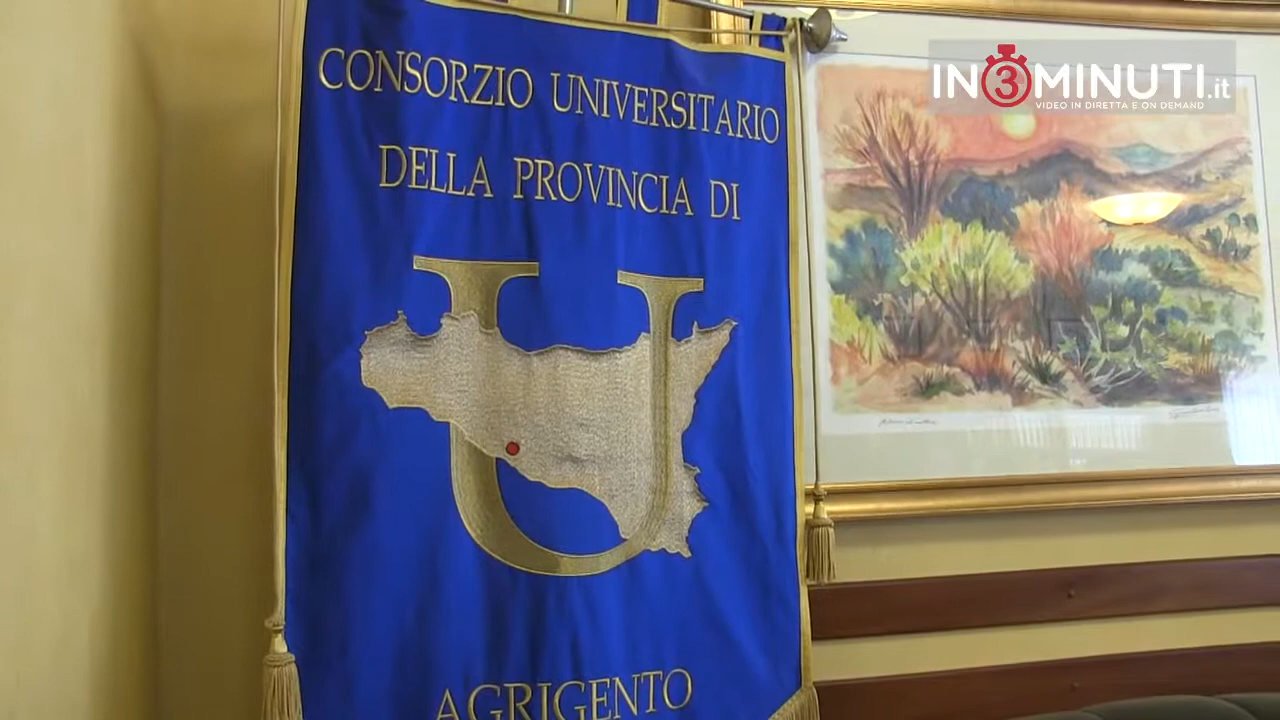 CONSORZIO UNIVERSITARIO
DELLA PROVINCIA DI
U
AGRIGENTO
IN3MINUTI.it
VIDEO IN DIRETTA E ON DEMAND